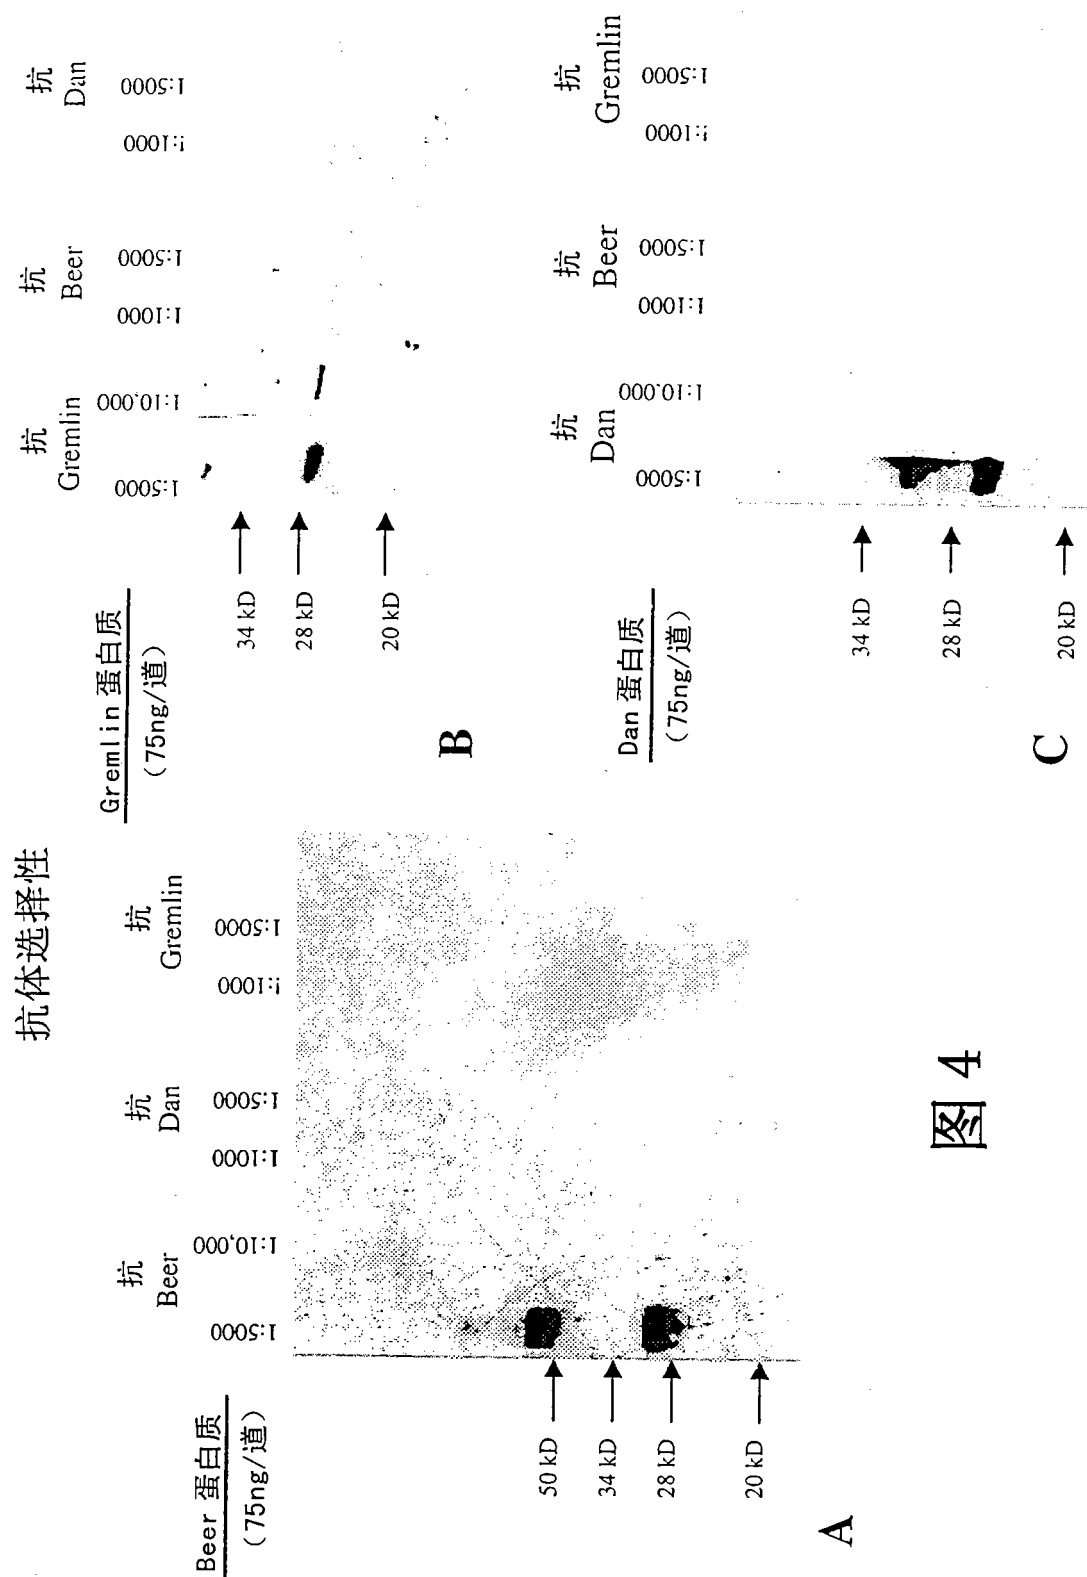 抗体选择性
Beer 蛋白质
(75ng/道)
抗
Beer
抗
Dan
抗
Gremlin
1:5000
1:10,000
1:1000
1:5000
!:1000
1:5000
50 kD
34 kD
28 kD
20 kD
A
Gremlin 蛋白质
(75ng/道)
抗
Gremlin
抗
Beer
抗
Dan
1:5000
1:10,000
1:1000
1:5000
!:1000
1:5000
34 kD
28 kD
20 kD
B
Dan 蛋白质
(75ng/道)
抗
Dan
抗
Beer
抗
Gremlin
1:5000
1:10,000
1:1000
1:5000
!:1000
1:5000
34 kD
28 kD
20 kD
C
图 4